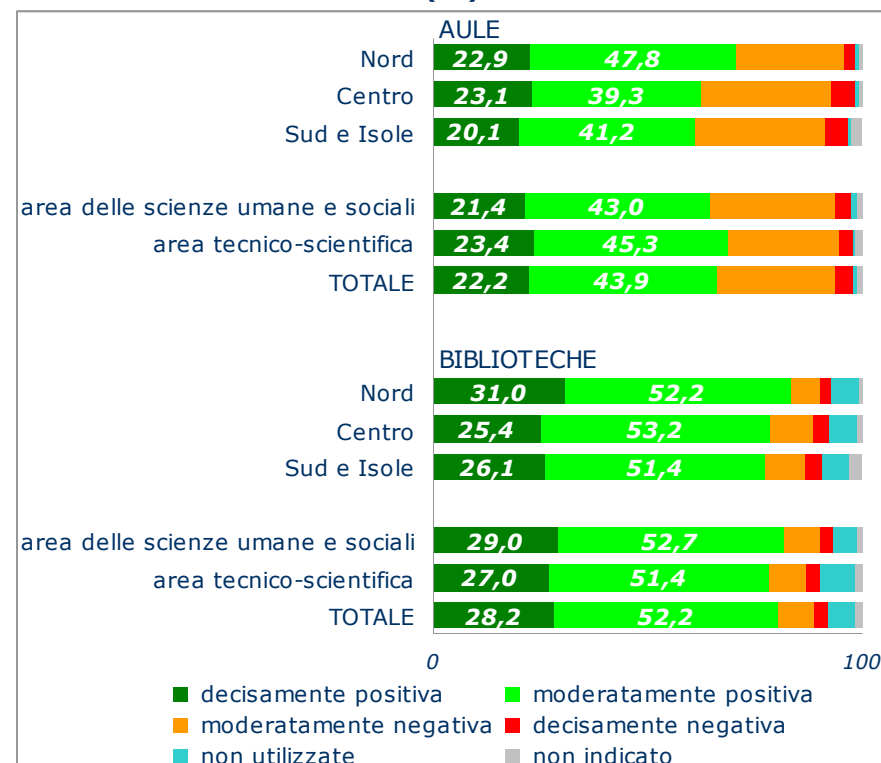 AULE
Nord 22,9 47,8
Centro 23,1 39,3
Sud e Isole 20,1 41,2
area delle scienze umane e sociali 21,4 43,0
area tecnico-scientifica 23,4 45,3
TOTALE 22,2 43,9
BIBLIOTECHE
Nord 31,0 52,2
Centro 25,4 53,2
Sud e Isole 26,1 51,4
area delle scienze umane e sociali 29,0 52,7
area tecnico-scientifica 27,0 51,4
TOTALE 28,2 52,2
0 100
decisamente positiva moderatamente positiva
moderatamente negativa decisamente negativa
non utilizzate non indicato